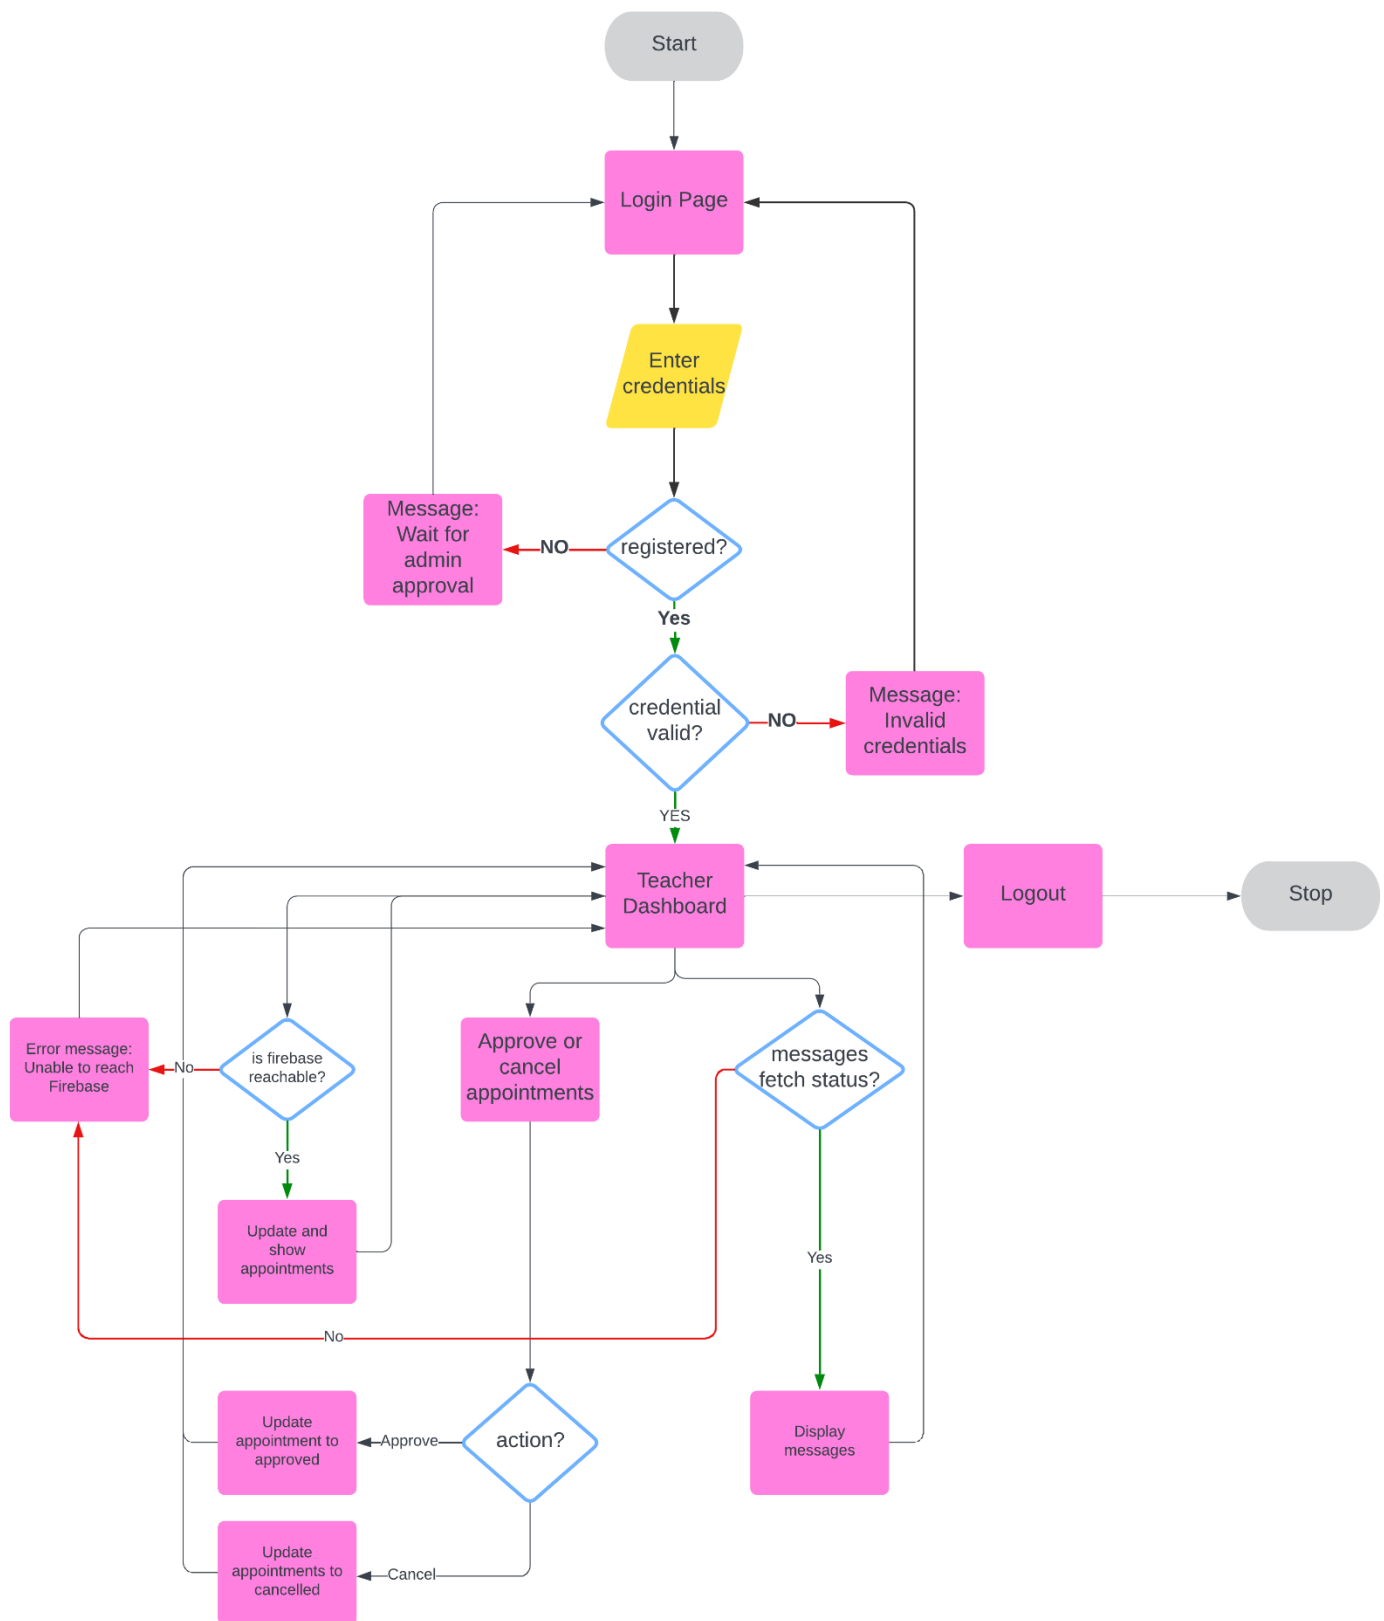 Start
Login Page
Enter
credentials
Message:
Wait for
admin
approval
NO
registered?
Yes
credential
valid?
NO
Message:
Invalid
credentials
YES
Teacher
Dashboard
Logout
Stop
Error message:
Unable to reach
Firebase
No
is firebase
reachable?
Approve or
cancel
appointments
messages
fetch status?
Yes
Update and
show
appointments
Yes
No
Update
appointment to
approved
Approve
action?
Display
messages
Update
appointments to
cancelled
Cancel